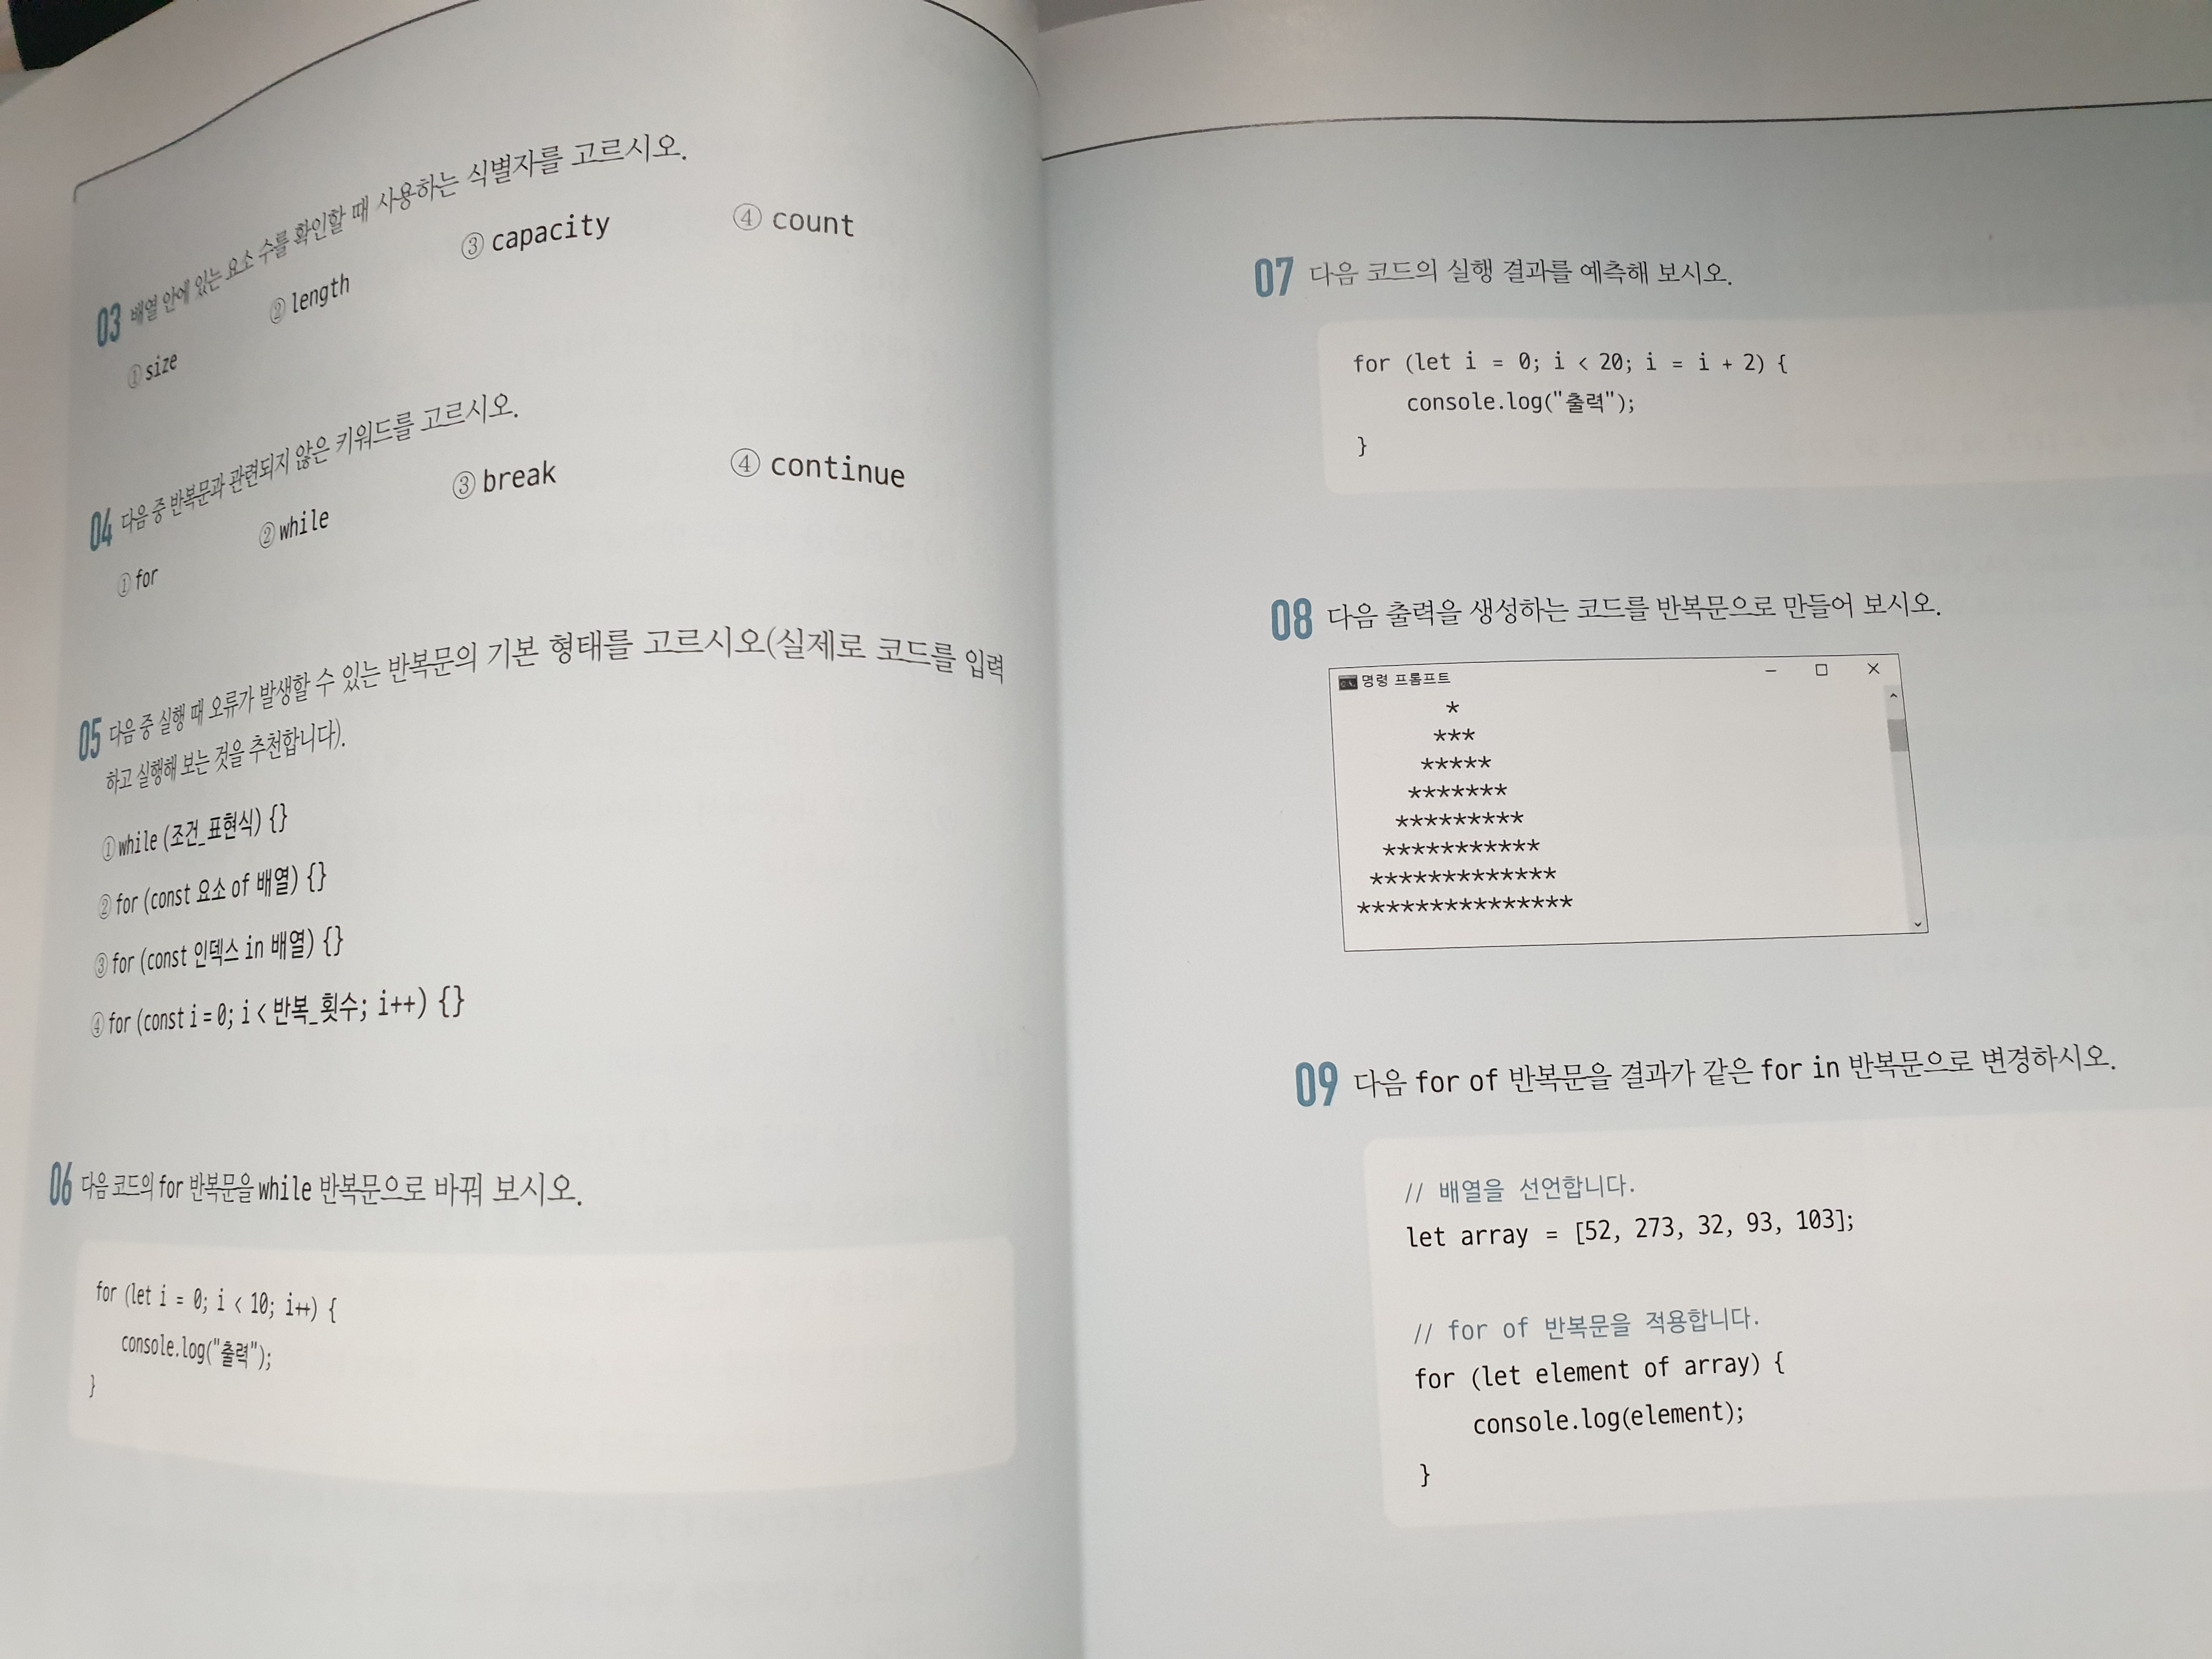 03 배열 안에 있는 요소 수를 확인할 때 사용하는 식별자를 고르시오.
① size ② length ③ capacity ④ count
04 다음 중 반복문과 관련되지 않은 키워드를 고르시오.
① for ② while ③ break ④ continue
05 다음 중 실행 때 오류가 발생할 수 있는 반복문의 기본 형태를 고르시오(실제로 코드를 입력
하고 실행해 보는 것을 추천합니다).
① while (조건_표현식) {}
② for (const 요소 of 배열) {}
③ for (const 인덱스 in 배열) {}
④ for (const i = 0; i < 반복_횟수; i++) {}
06 다음 코드의 for 반복문을 while 반복문으로 바꿔 보시오.
for (let i = 0; i < 10; i++) {
console.log("출력");
}
07 다음 코드의 실행 결과를 예측해 보시오.
for (let i = 0; i < 20; i = i + 2) {
console.log("출력");
}
08 다음 출력을 생성하는 코드를 반복문으로 만들어 보시오.
명령 프롬프트
*
***
*****
*******
*********
***********
*************
***************
09 다음 for of 반복문을 결과가 같은 for in 반복문으로 변경하시오.
// 배열을 선언합니다.
let array = [52, 273, 32, 93, 103];
// for of 반복문을 적용합니다.
for (let element of array) {
console.log(element);
}